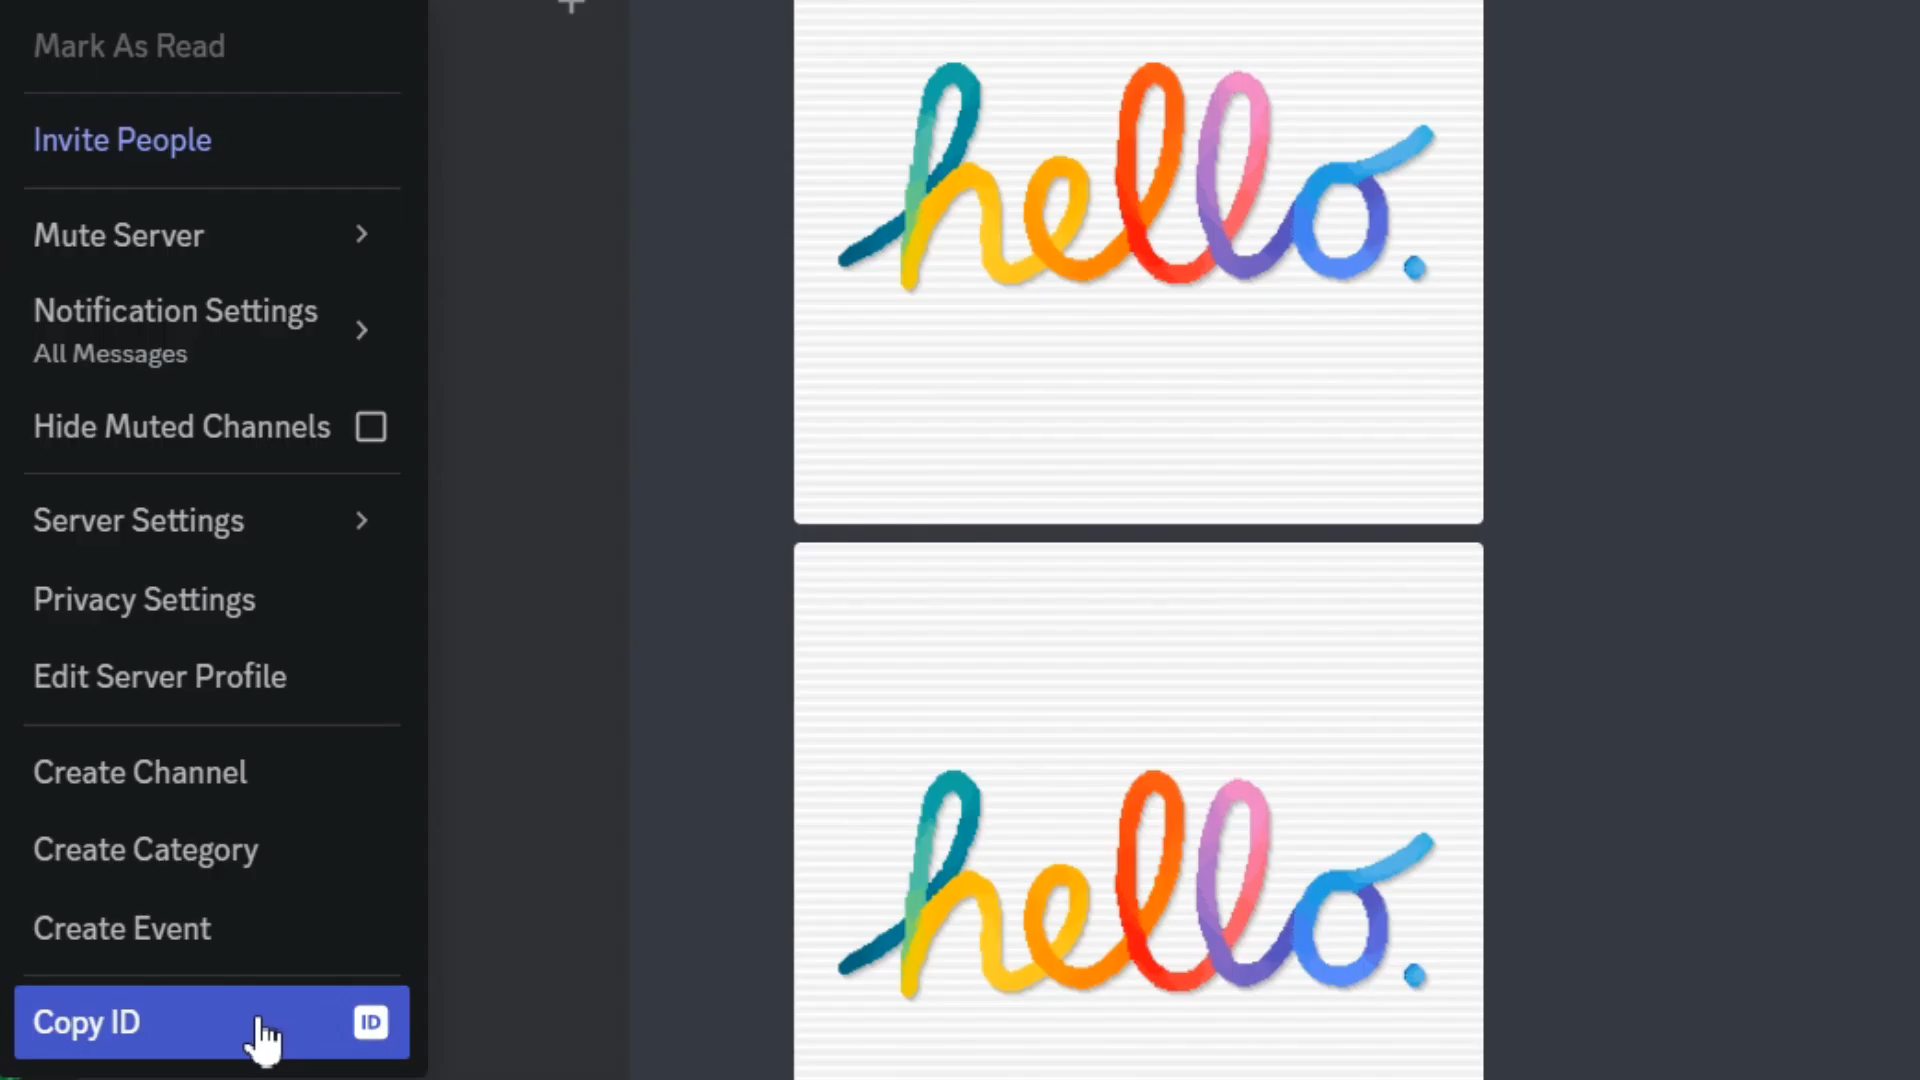 Mark As Read
Invite People
Mute Server
Notification Settings
All Messages
Hide Muted Channels
Server Settings
Privacy Settings
Edit Server Profile
Create Channel
Create Category
Create Event
Copy ID
ID
hello.
hello.